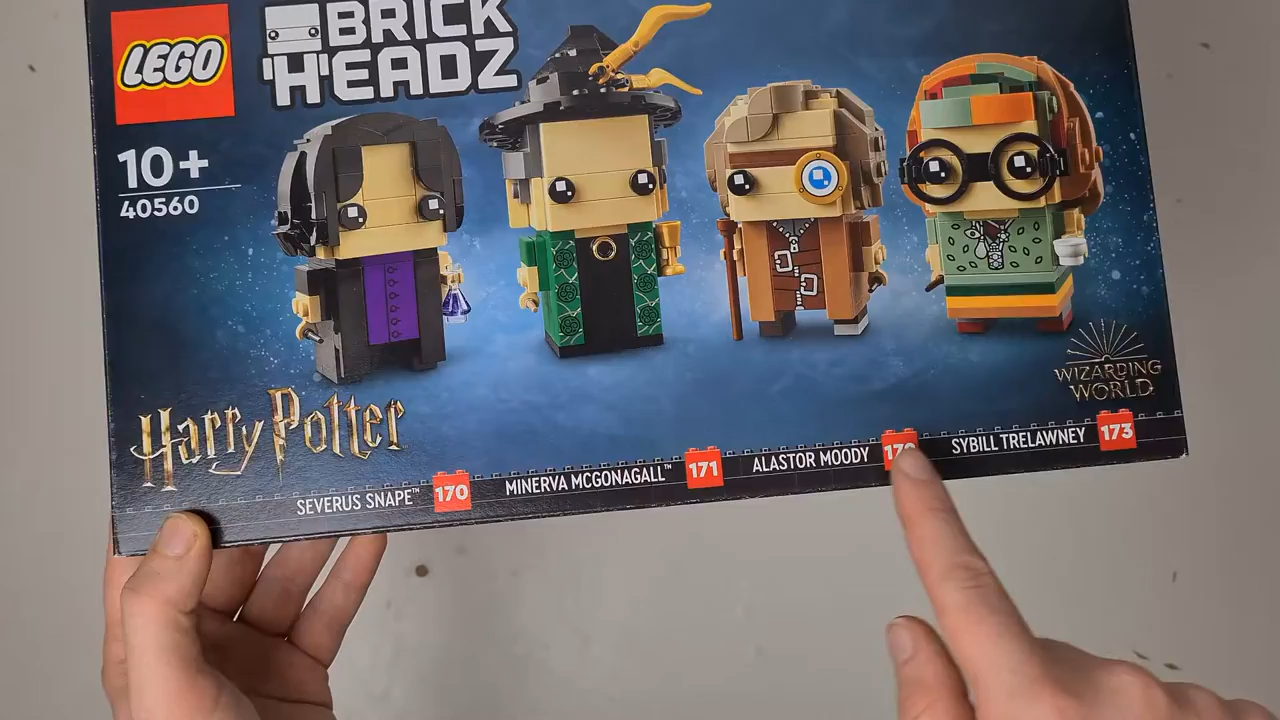 LEGO
BRICK
HEADZ
10+
40560
Harry Potter
WIZARDING
WORLD
SEVERUS SNAPE™ 170
MINERVA MCGONAGALL™ 171
ALASTOR MOODY
SYBILL TRELAWNEY 173